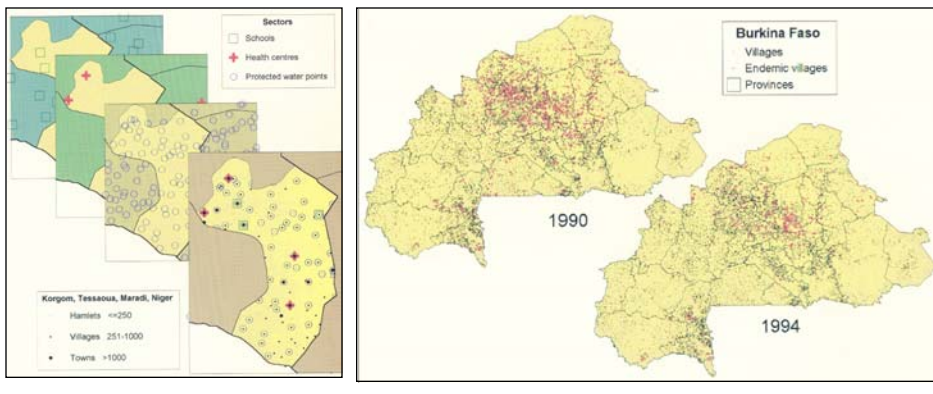 Sectors
Schools
Health centres
Protected water points
Korgom, Tessaoua, Maradi, Niger
Hamlets <=250
Villages 251-1000
Towns >1000
Burkina Faso
Villages
Endemic villages
Provinces
1990
1994